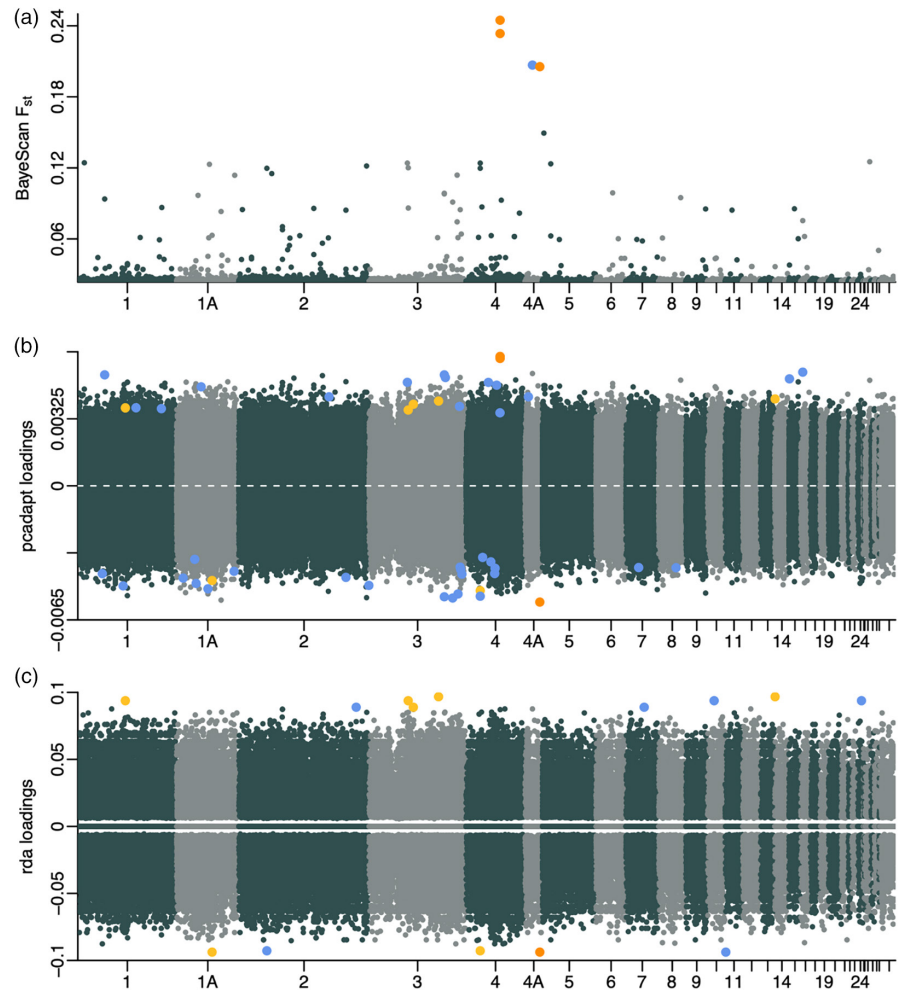 (a)
BayeScan Fst
0.24
0.18
0.12
0.06
1 1A 2 3 4 4A 5 6 7 8 9 11 14 19 24
(b)
pcadapt loadings
0.00325
0
-0.0065
1 1A 2 3 4 4A 5 6 7 8 9 11 14 19 24
(c)
rda loadings
0.1
0.05
0
-0.05
-0.1
1 1A 2 3 4 4A 5 6 7 8 9 11 14 19 24